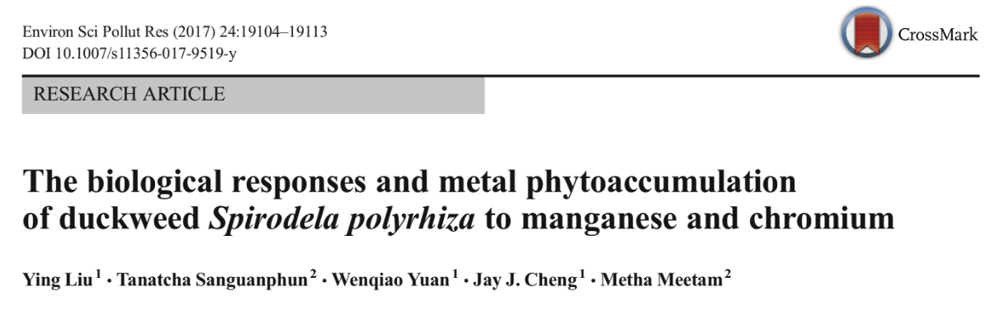 Environ Sci Pollut Res (2017) 24:19104–19113
DOI 10.1007/s11356-017-9519-y
CrossMark
RESEARCH ARTICLE
The biological responses and metal phytoaccumulation
of duckweed Spirodela polyrhiza to manganese and chromium
Ying Liu1 · Tanatcha Sanguanphun2 · Wenqiao Yuan1 · Jay J. Cheng1 · Metha Meetam2